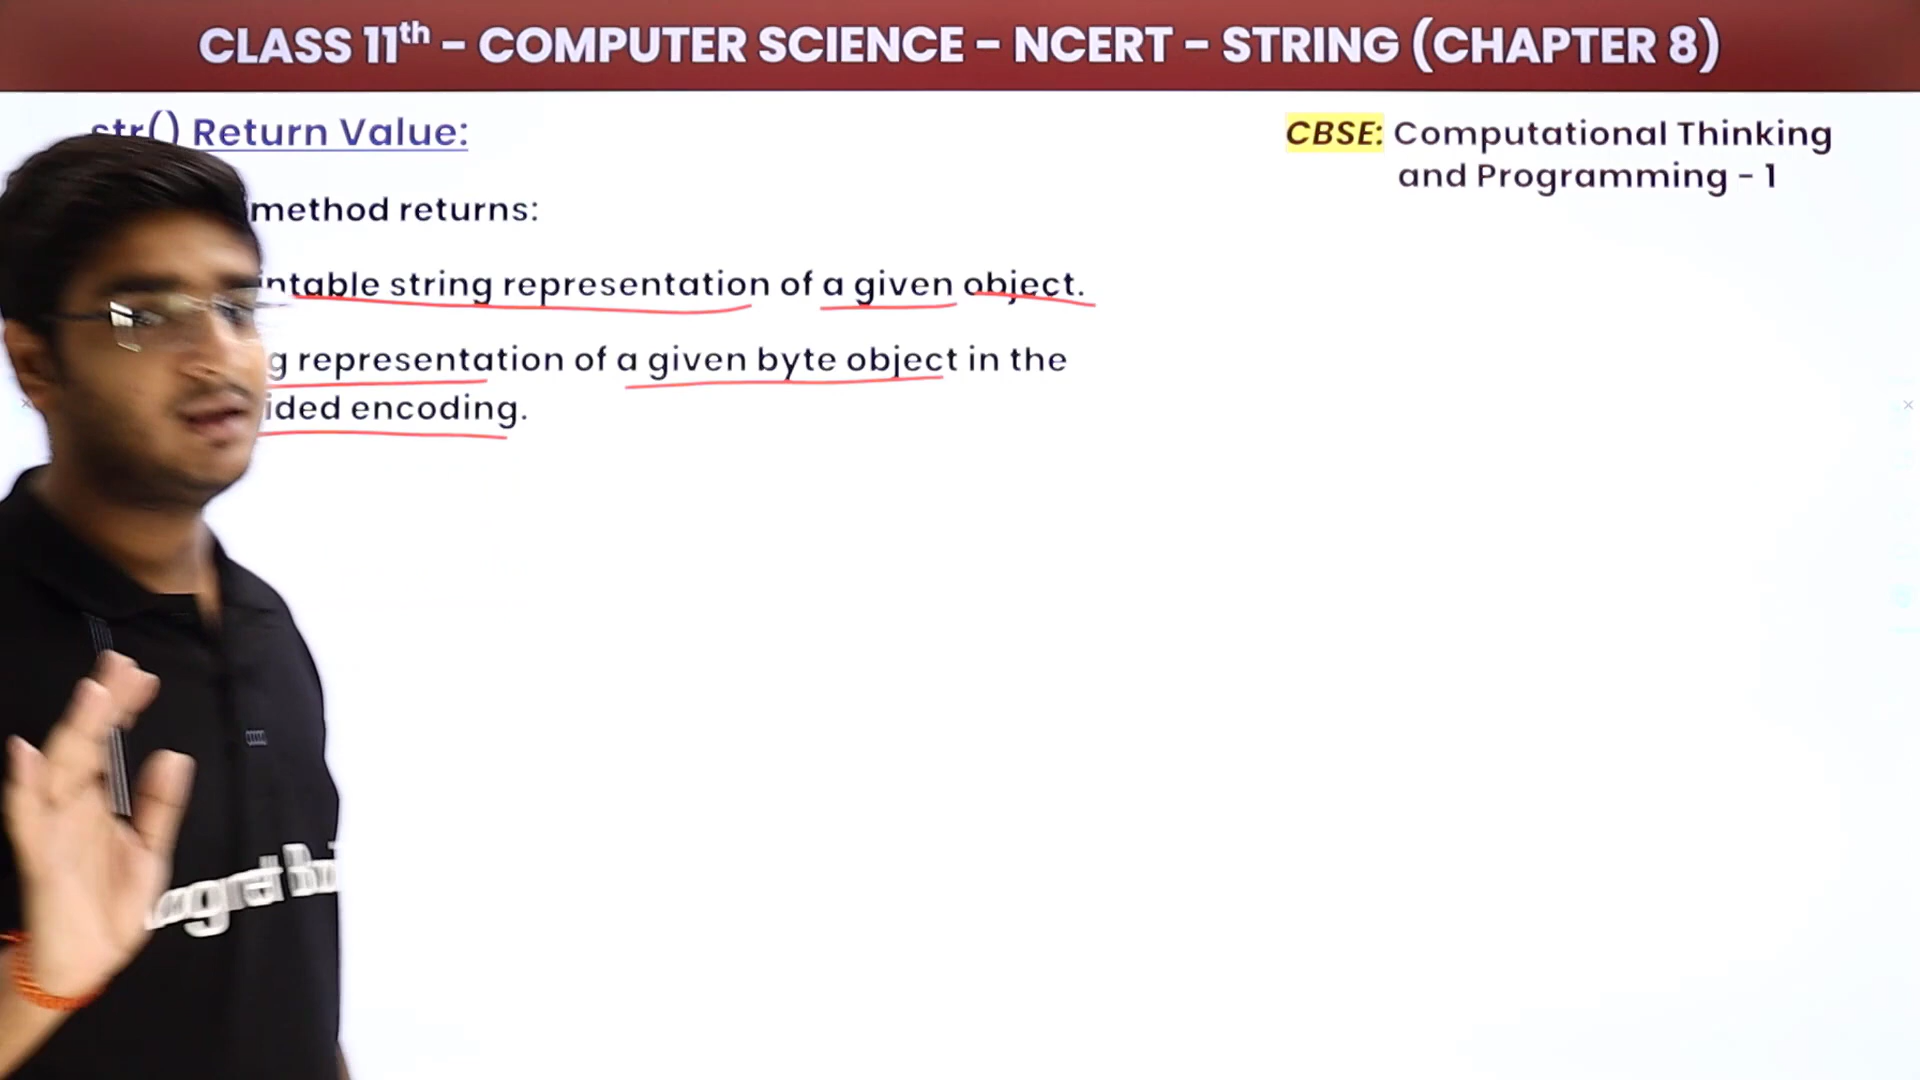 CLASS 11th – COMPUTER SCIENCE – NCERT – STRING (CHAPTER 8)
str() Return Value:
CBSE: Computational Thinking
and Programming - 1
method returns:
intable string representation of a given object.
g representation of a given byte object in the
ided encoding.